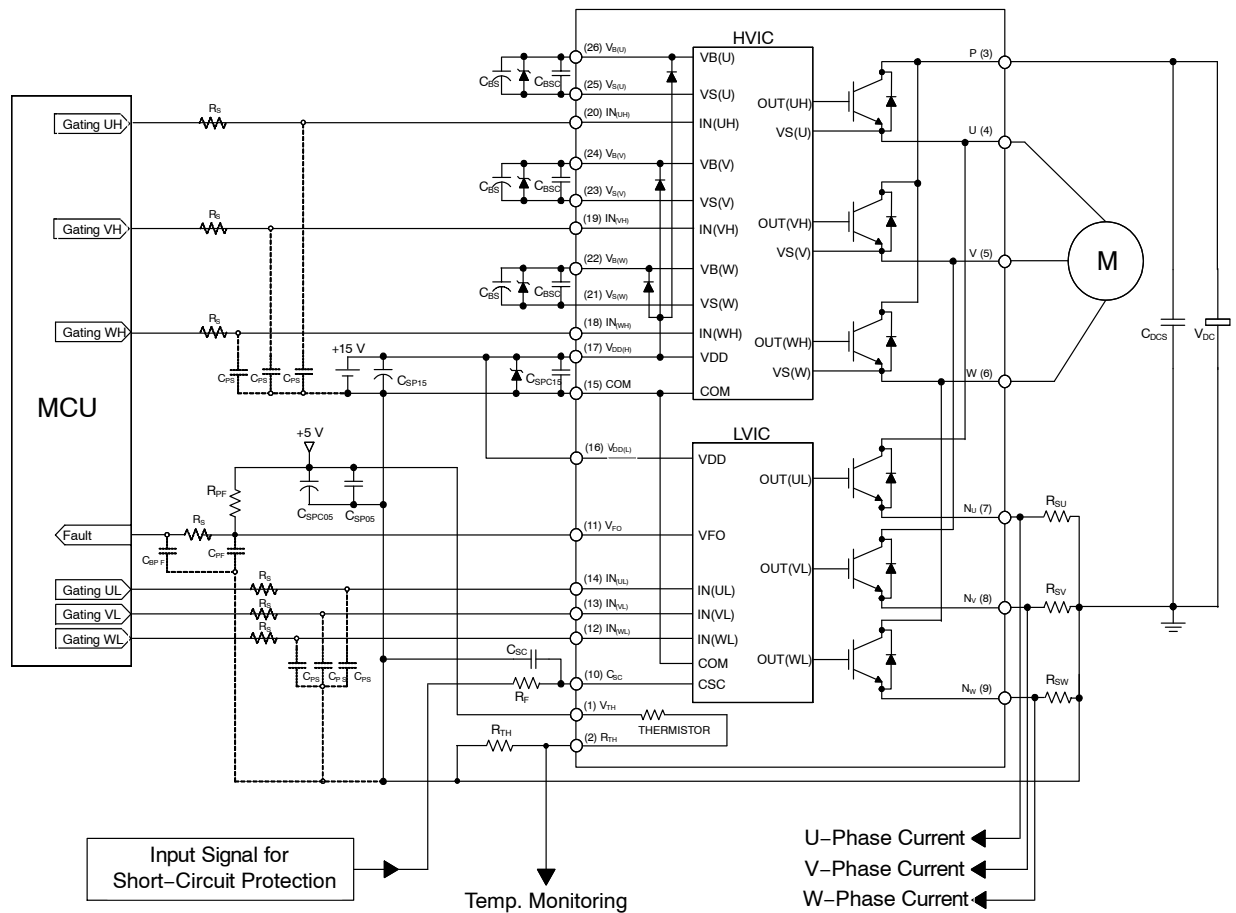 HVIC
(26) VB(U)
VB(U)
P (3)
CBS
CBSC
(25) VS(U)
VS(U)
OUT(UH)
Gating UH
RS
(20) IN(UH)
IN(UH)
VS(U)
U (4)
(24) VB(V)
VB(V)
CBS
CBSC
(23) VS(V)
VS(V)
Gating VH
RS
(19) IN(VH)
IN(VH)
OUT(VH)
VS(V)
V (5)
M
(22) VB(W)
VB(W)
CBS
CBSC
(21) VS(W)
VS(W)
Gating WH
RS
(18) IN(WH)
IN(WH)
OUT(WH)
CDCS
VDC
+15 V
(17) VDD(H)
VDD
VS(W)
W (6)
CPS
CPS
CPS
CSP15
CSPC15
(15) COM
COM
MCU
+5 V
LVIC
(16) VDD(L)
VDD
OUT(UL)
RPF
CSPC05
CSP05
NU (7)
RSU
Fault
RS
(11) VFO
VFO
CBPF
CPF
OUT(VL)
Gating UL
RS
(14) IN(UL)
IN(UL)
Gating VL
RS
(13) IN(VL)
IN(VL)
NV (8)
RSV
Gating WL
RS
(12) IN(WL)
IN(WL)
CPS
CPS
CPS
CSC
COM
OUT(WL)
RF
(10) CSC
CSC
NW (9)
RSW
(1) VTH
THERMISTOR
RTH
(2) RTH
Input Signal for
Short-Circuit Protection
Temp. Monitoring
U-Phase Current
V-Phase Current
W-Phase Current